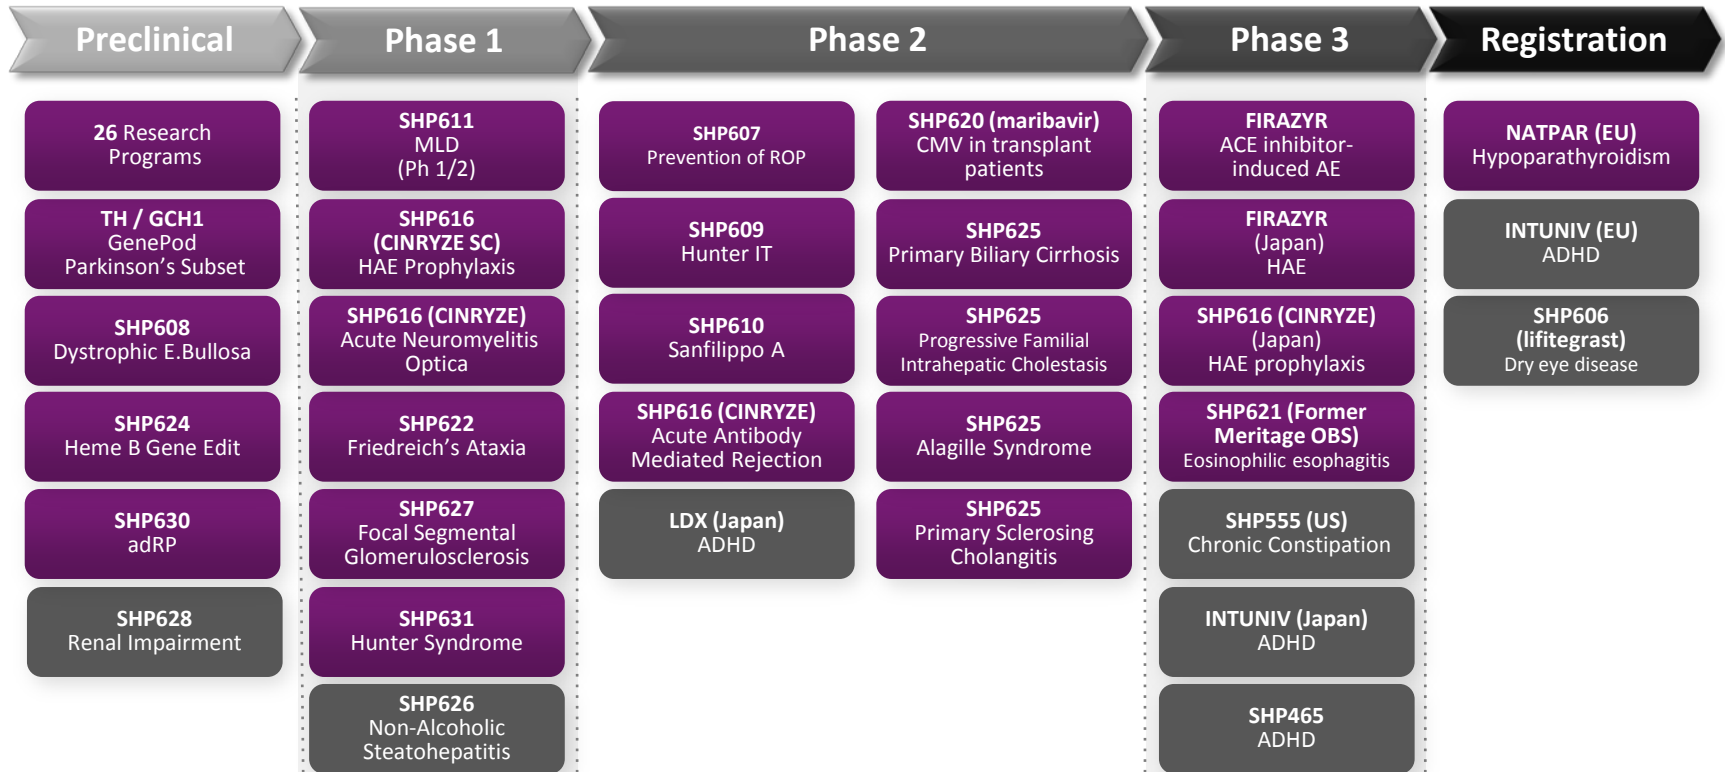 Preclinical
Phase 1
Phase 2
Phase 3
Registration
26 Research
Programs
TH / GCH1
GenePod
Parkinson's Subset
SHP608
Dystrophic E.Bullosa
SHP624
Heme B Gene Edit
SHP630
adRP
SHP628
Renal Impairment
SHP611
MLD
(Ph 1/2)
SHP616
(CINRYZE SC)
HAE Prophylaxis
SHP616 (CINRYZE)
Acute Neuromyelitis
Optica
SHP622
Friedreich's Ataxia
SHP627
Focal Segmental
Glomerulosclerosis
SHP631
Hunter Syndrome
SHP626
Non-Alcoholic
Steatohepatitis
SHP607
Prevention of ROP
SHP609
Hunter IT
SHP610
Sanfilippo A
SHP616 (CINRYZE)
Acute Antibody
Mediated Rejection
LDX (Japan)
ADHD
SHP620 (maribavir)
CMV in transplant
patients
SHP625
Primary Biliary Cirrhosis
SHP625
Progressive Familial
Intrahepatic Cholestasis
SHP625
Alagille Syndrome
SHP625
Primary Sclerosing
Cholangitis
FIRAZYR
ACE inhibitor-
induced AE
FIRAZYR
(Japan)
HAE
SHP616 (CINRYZE)
(Japan)
HAE prophylaxis
SHP621 (Former
Meritage OBS)
Eosinophilic esophagitis
SHP555 (US)
Chronic Constipation
INTUNIV (Japan)
ADHD
SHP465
ADHD
NATPAR (EU)
Hypoparathyroidism
INTUNIV (EU)
ADHD
SHP606
(lifitegrast)
Dry eye disease